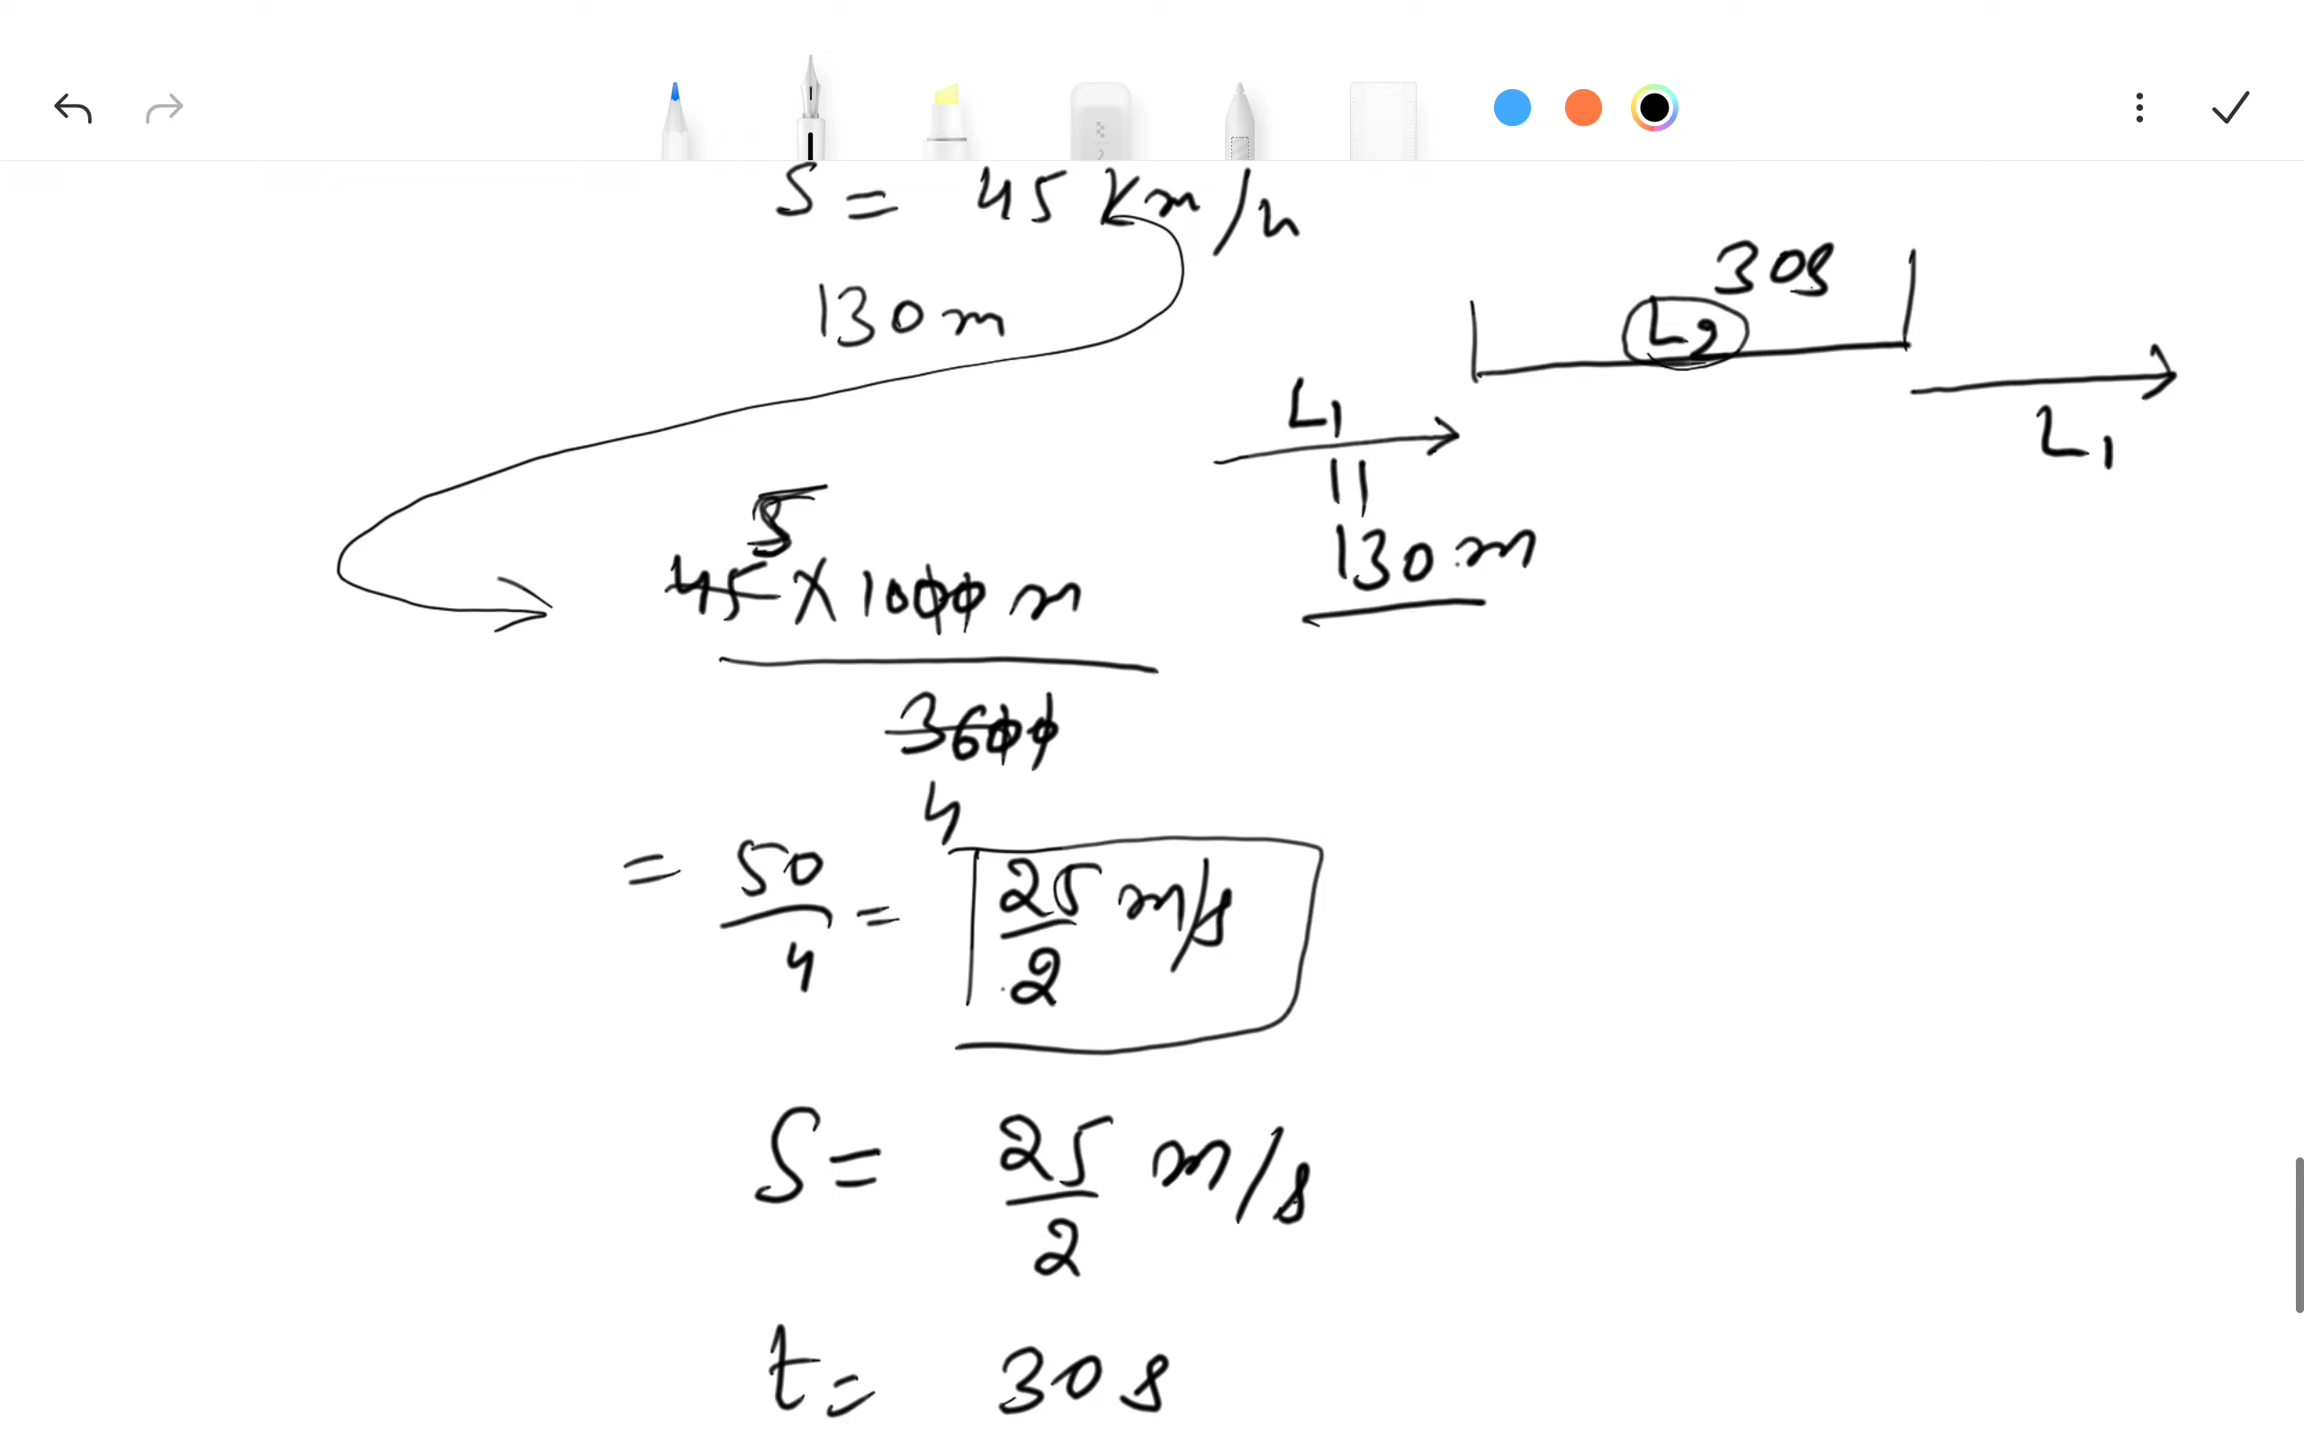 S = 45 Km/h
130 m
30s
L2
L1
L1
||
130 m
5
45 X 1000 m
3600
4
= 50/4 = 25/2 m/s
S = 25/2 m/s
t = 30 s